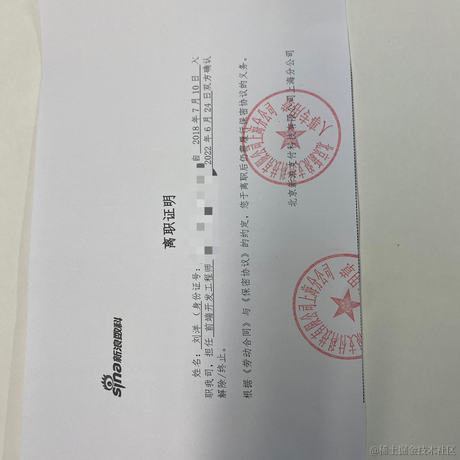 sina新浪数科
离职证明
姓名：刘洋 （身份证号：
自 2018 年 7 月 10 日 入
职我司，担任 前端开发工程师
2022 年 6 月 24 日双方确认
解除/终止。
根据《劳动合同》与《保密协议》的约定，您于离职后仍需履行保密协议的义务。
北京新浪支付科技有限公司上海分公司
人事专用章
@稀土掘金技术社区